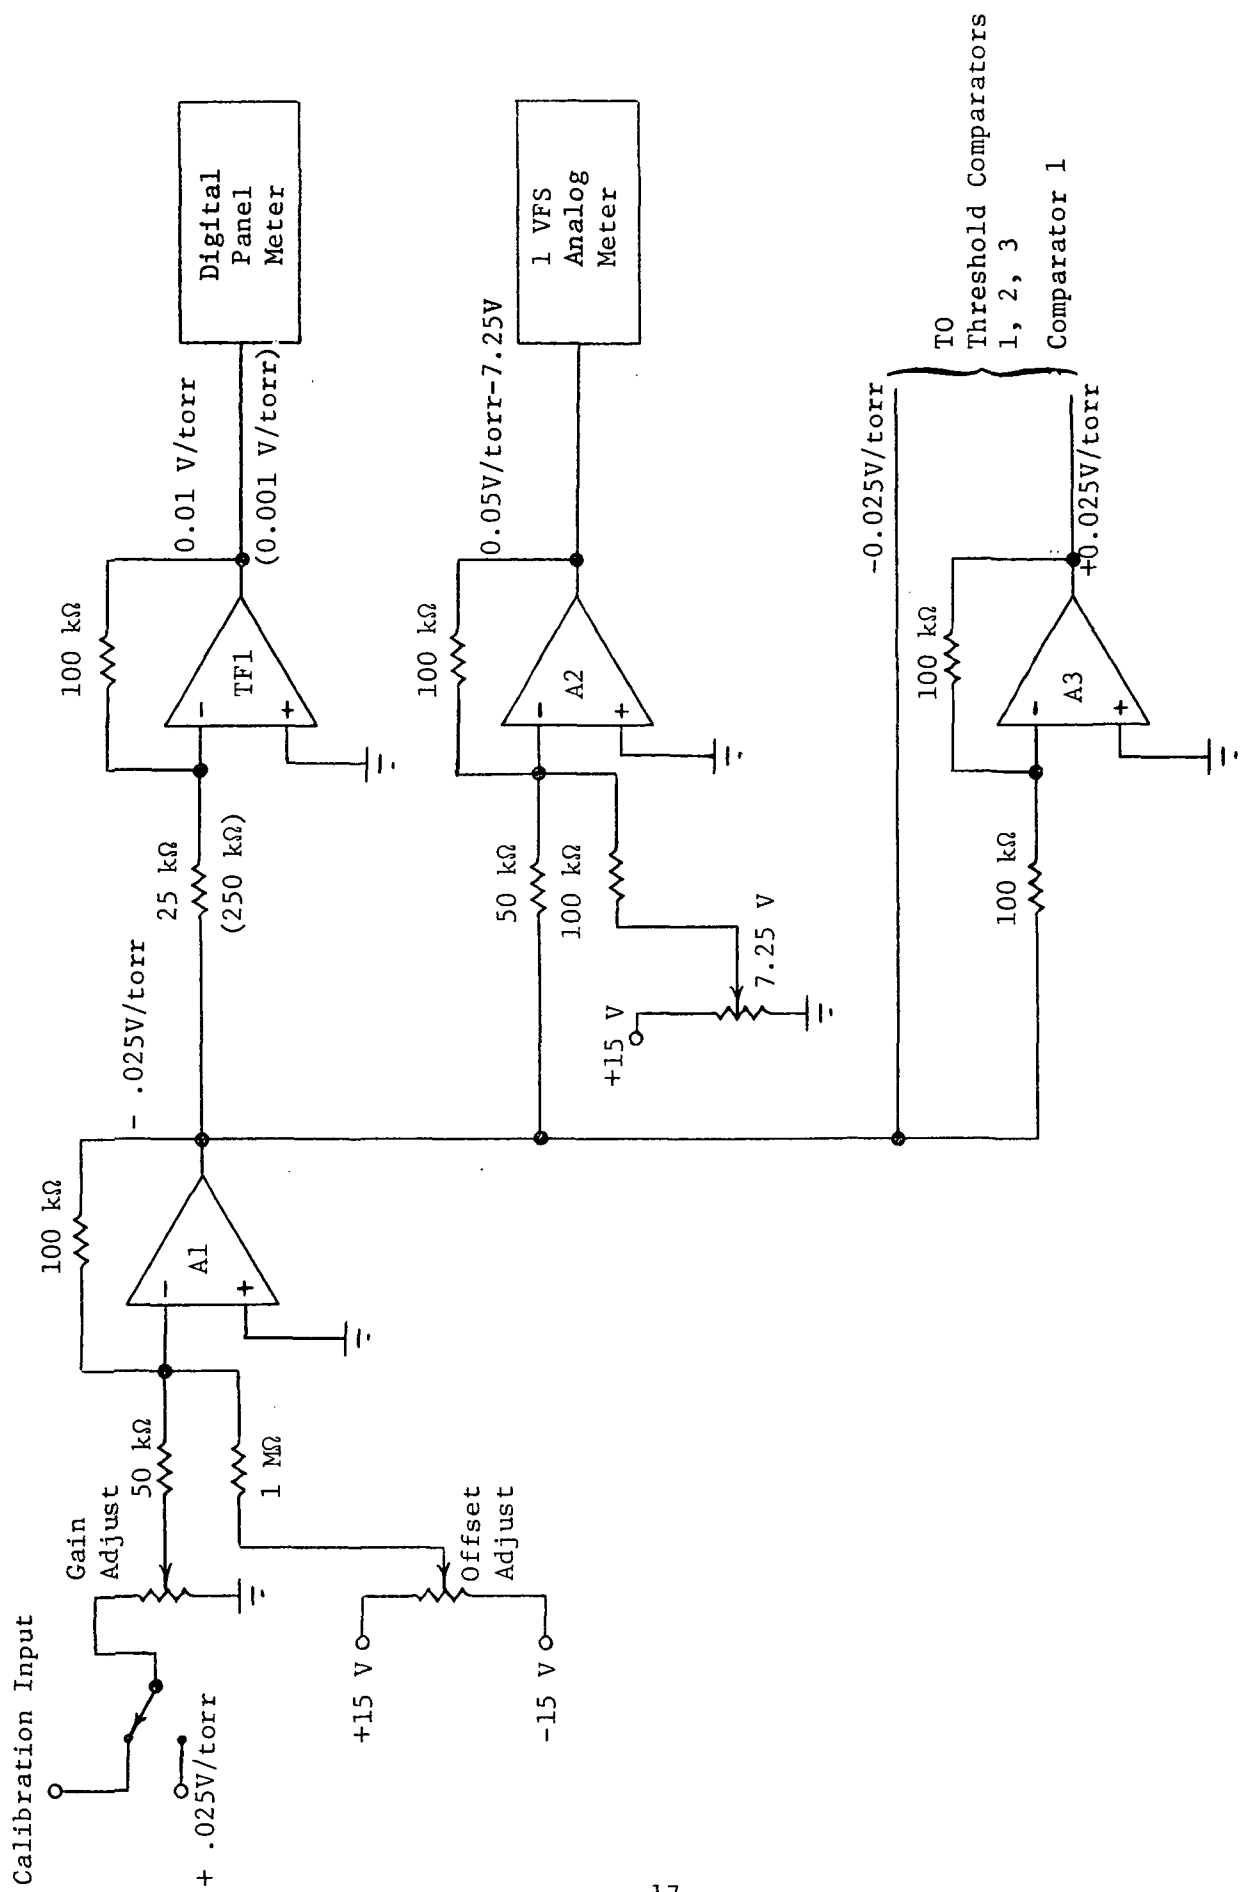 Calibration Input
+ .025V/torr
Gain
Adjust
50 kΩ
1 MΩ
+15 V
-15 V
Offset
Adjust
100 kΩ
A1
-
+
- .025V/torr
25 kΩ
(250 kΩ)
100 kΩ
TF1
-
+
0.01 V/torr
(0.001 V/torr)
Digital
Panel
Meter
50 kΩ
100 kΩ
+15 V
7.25 V
100 kΩ
A2
-
+
0.05V/torr-7.25V
1 VFS
Analog
Meter
-0.025V/torr
100 kΩ
100 kΩ
A3
-
+
+0.025V/torr
TO
Threshold Comparators
1, 2, 3
Comparator 1